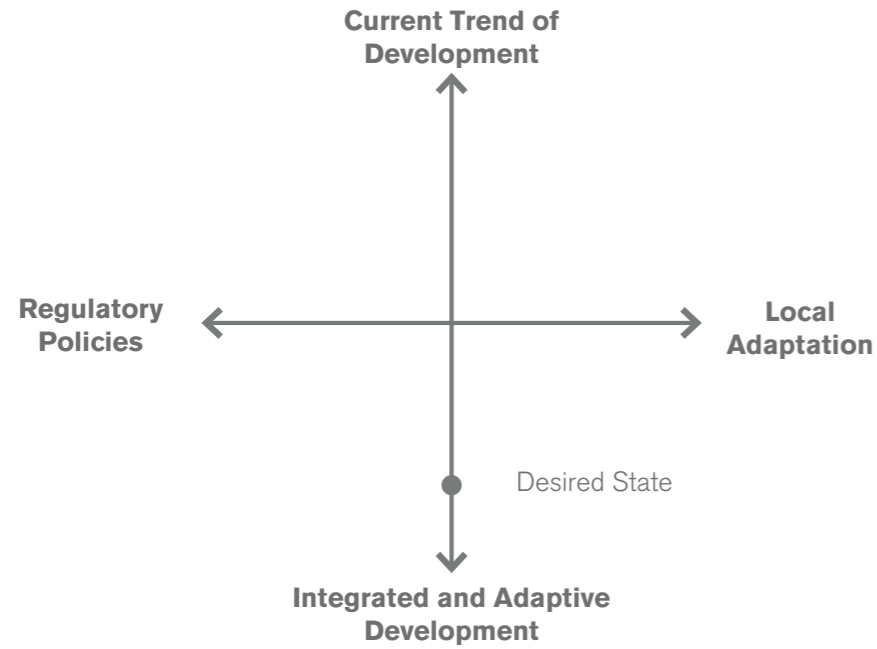 Current Trend of
Development
Regulatory
Policies
Local
Adaptation
Desired State
Integrated and Adaptive
Development